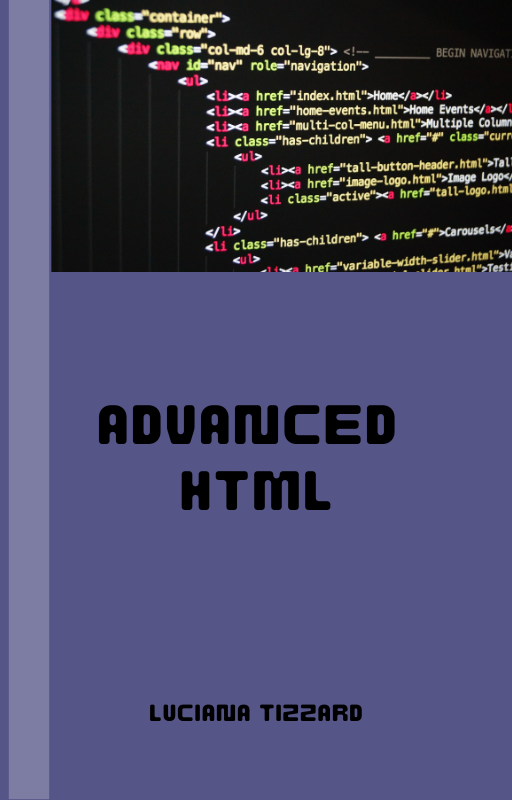 <div class="container">
<div class="row">
<div class="col-md-6 col-lg-8"> <!-- BEGIN NAVIGAT
<nav id="nav" role="navigation">
<ul>
<li><a href="index.html">Home</a></li>
<li><a href="home-events.html">Home Events</a></l
<li><a href="multi-col-menu.html">Multiple Column
<li class="has-children"> <a href="#" class="curr
<ul>
<li><a href="tall-button-header.html">Tall
<li><a href="image-logo.html">Image Logo</
<li class="active"><a href="tall-logo.html
</ul>
</li>
<li class="has-children"> <a href="#">Carousels</a
<ul>
<li><a href="variable-width-slider.html">Va
slider.html">Testi
ADVANCED
HTML
LUCIANA TIZZARD